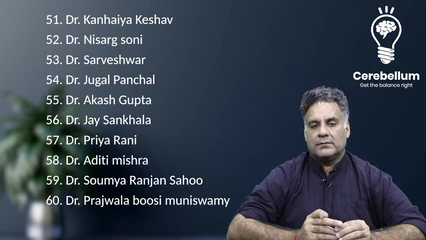 51. Dr. Kanhaiya Keshav
52. Dr. Nisarg soni
53. Dr. Sarveshwar
54. Dr. Jugal Panchal
55. Dr. Akash Gupta
56. Dr. Jay Sankhala
57. Dr. Priya Rani
58. Dr. Aditi mishra
59. Dr. Soumya Ranjan Sahoo
60. Dr. Prajwala boosi muniswamy
Cerebellum
Get the balance right